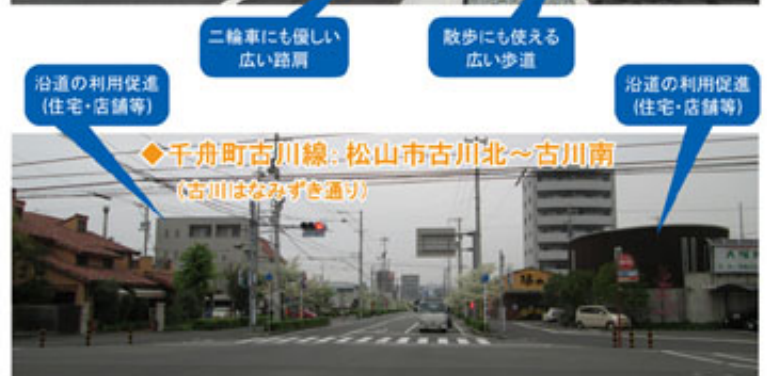 二輪車にも優しい
広い路肩
散歩にも使える
広い歩道
沿道の利用促進
(住宅・店舗等)
沿道の利用促進
(住宅・店舗等)
◆千舟町古川線:松山市古川北~古川南
(古川はなみずき通り)